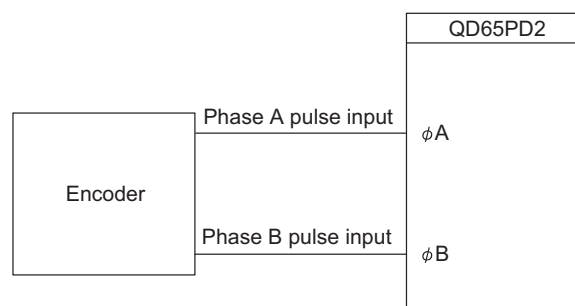 QD65PD2
Phase A pulse input
φA
Encoder
Phase B pulse input
φB